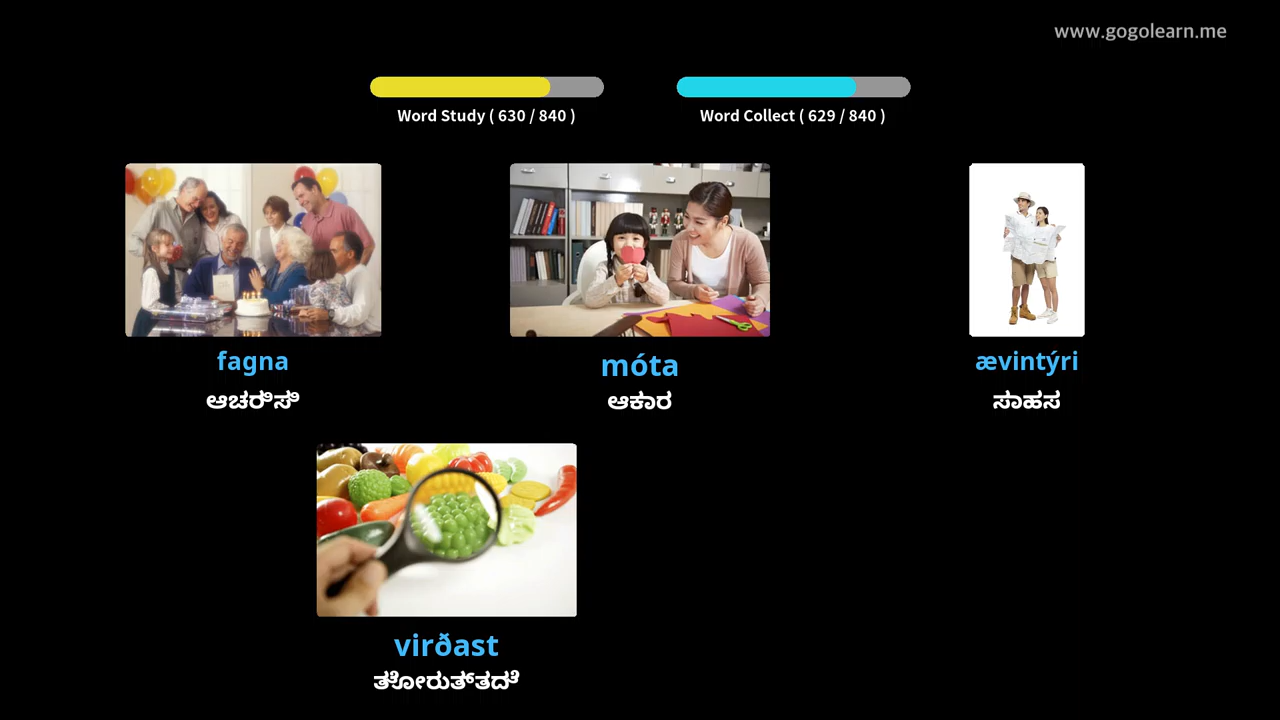 www.gogolearn.me
Word Study ( 630 / 840 )
Word Collect ( 629 / 840 )
fagna
ಆಚರಿಸಿ
móta
ಆಕಾರ
ævintýri
ಸಾಹಸ
virðast
ತೋರುತ್ತದೆ